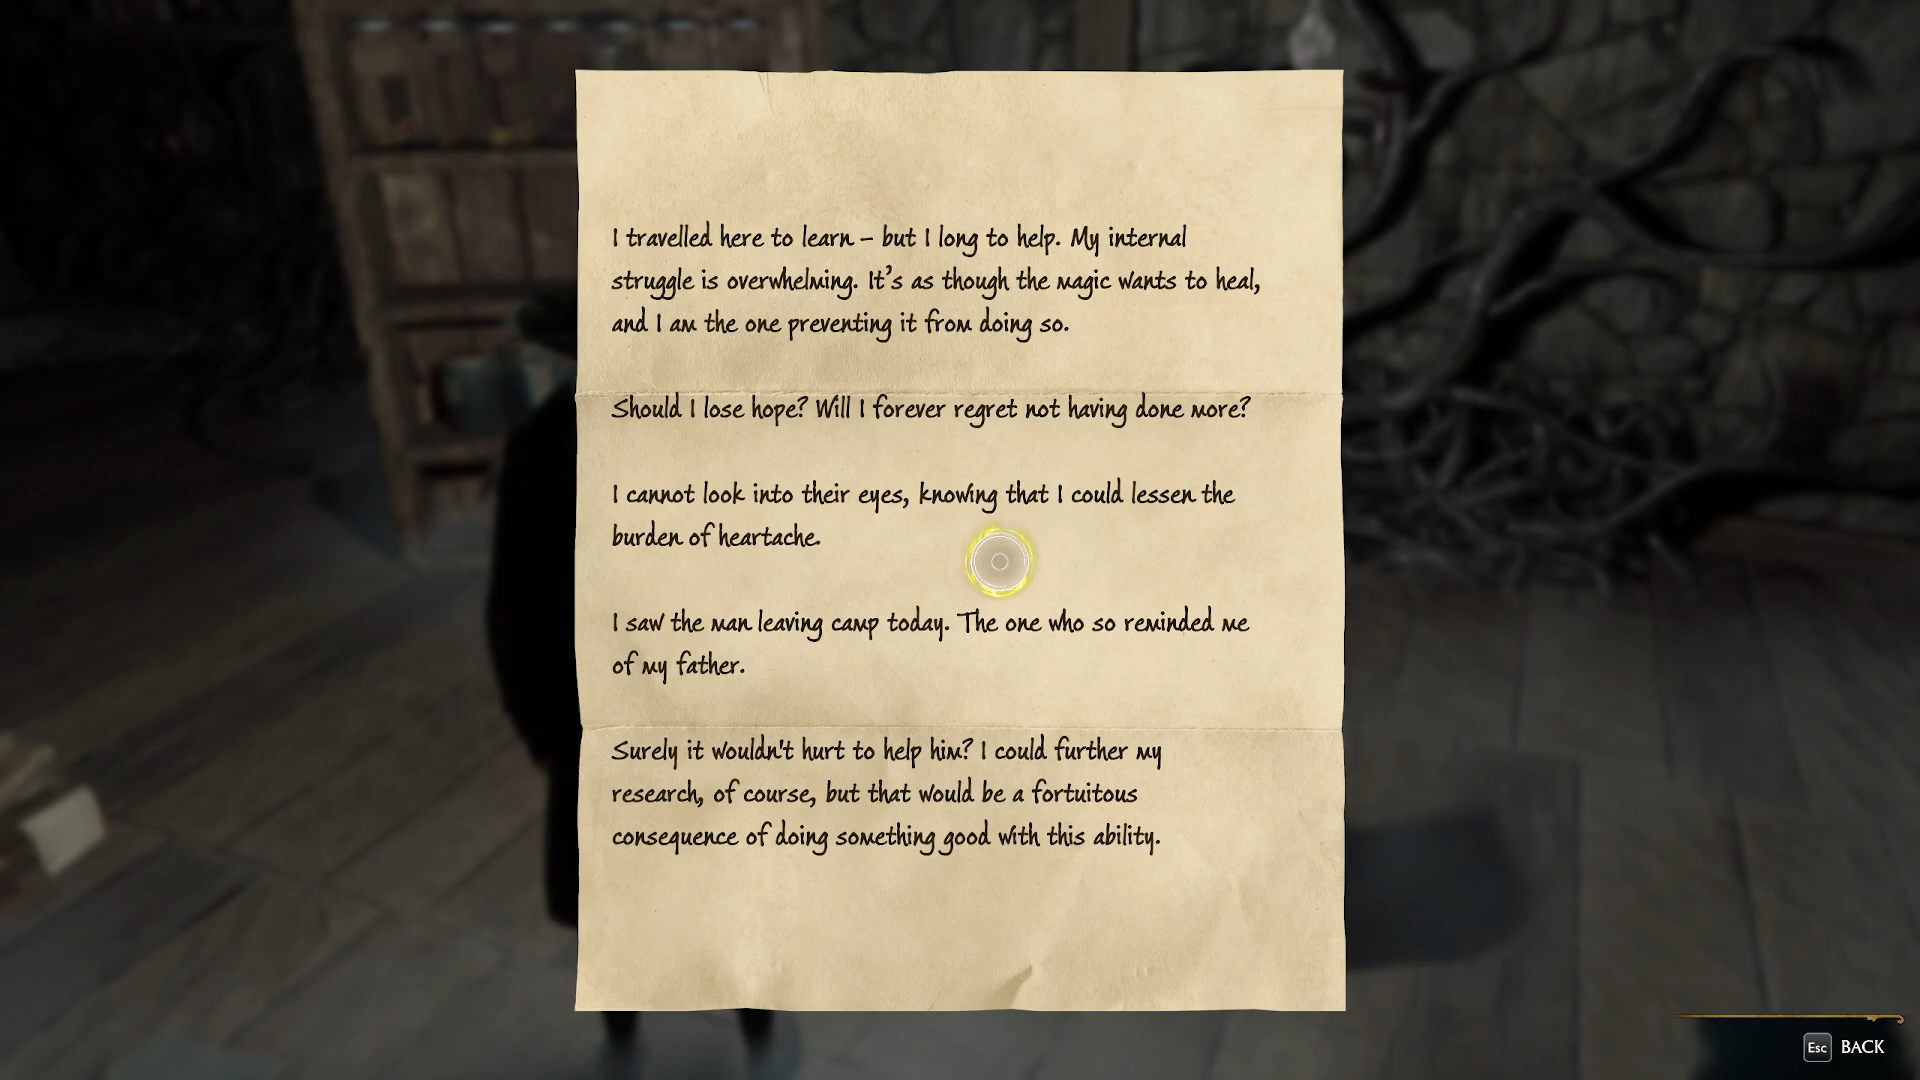 I travelled here to learn – but I long to help. My internal
struggle is overwhelming. It’s as though the magic wants to heal,
and I am the one preventing it from doing so.
Should I lose hope? Will I forever regret not having done more?
I cannot look into their eyes, knowing that I could lessen the
burden of heartache.
I saw the man leaving camp today. The one who so reminded me
of my father.
Surely it wouldn't hurt to help him? I could further my
research, of course, but that would be a fortuitous
consequence of doing something good with this ability.
Esc BACK